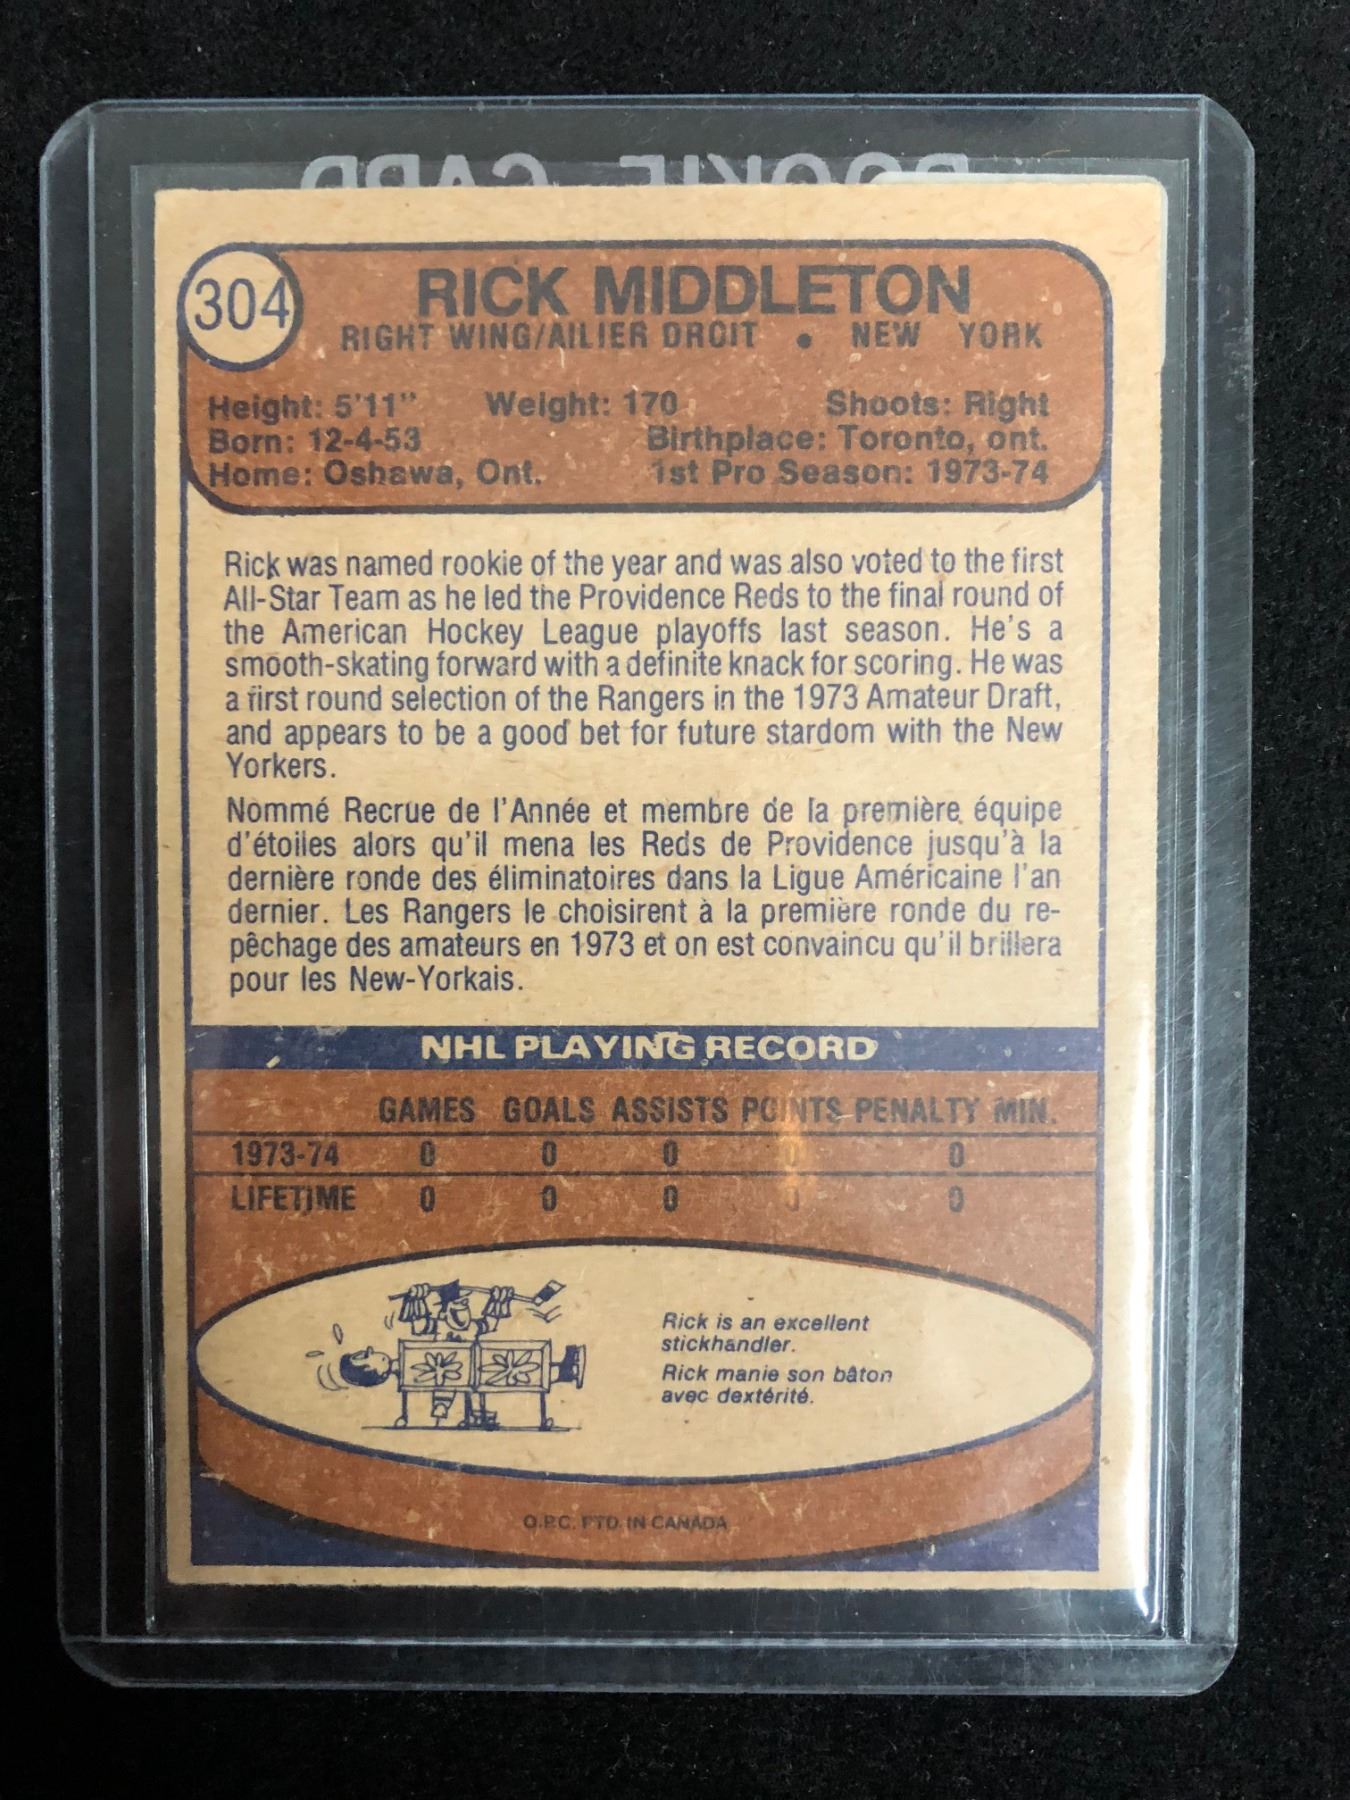 ROOKIE CARD
304
RICK MIDDLETON
RIGHT WING/AILIER DROIT • NEW YORK
Height: 5'11" Weight: 170 Shoots: Right
Born: 12-4-53 Birthplace: Toronto, ont.
Home: Oshawa, Ont. 1st Pro Season: 1973-74
Rick was named rookie of the year and was also voted to the first
All-Star Team as he led the Providence Reds to the final round of
the American Hockey League playoffs last season. He's a
smooth-skating forward with a definite knack for scoring. He was
a first round selection of the Rangers in the 1973 Amateur Draft,
and appears to be a good bet for future stardom with the New
Yorkers.
Nommé Recrue de l'Année et membre de la première équipe
d'étoiles alors qu'il mena les Reds de Providence jusqu'à la
dernière ronde des éliminatoires dans la Ligue Américaine l'an
dernier. Les Rangers le choisirent à la première ronde du re-
pêchage des amateurs en 1973 et on est convaincu qu'il brillera
pour les New-Yorkais.
NHL PLAYING RECORD
GAMES GOALS ASSISTS POINTS PENALTY MIN.
1973-74 0 0 0 0 0
LIFETIME 0 0 0 0 0
Rick is an excellent
stickhandler.
Rick manie son bâton
avec dextérité.
O.P.C. PTD. IN CANADA